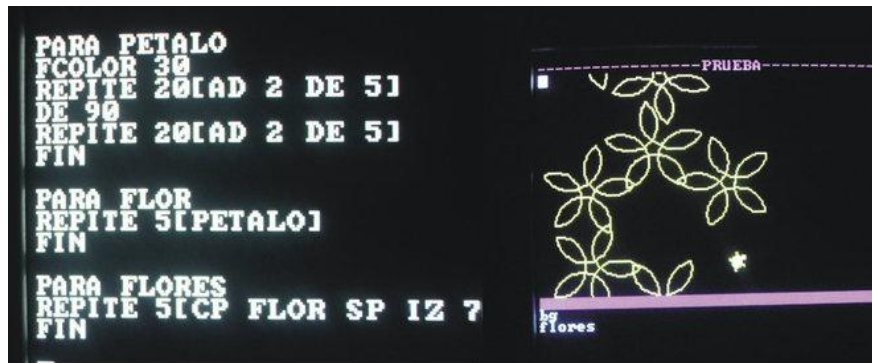 PARA PETALO
FCOLOR 30
REPITE 20[AD 2 DE 5]
DE 90
REPITE 20[AD 2 DE 5]
FIN
PARA FLOR
REPITE 5[PETALO]
FIN
PARA FLORES
REPITE 5[CP FLOR SP IZ 7
FIN
PRUEBA
bg
flores